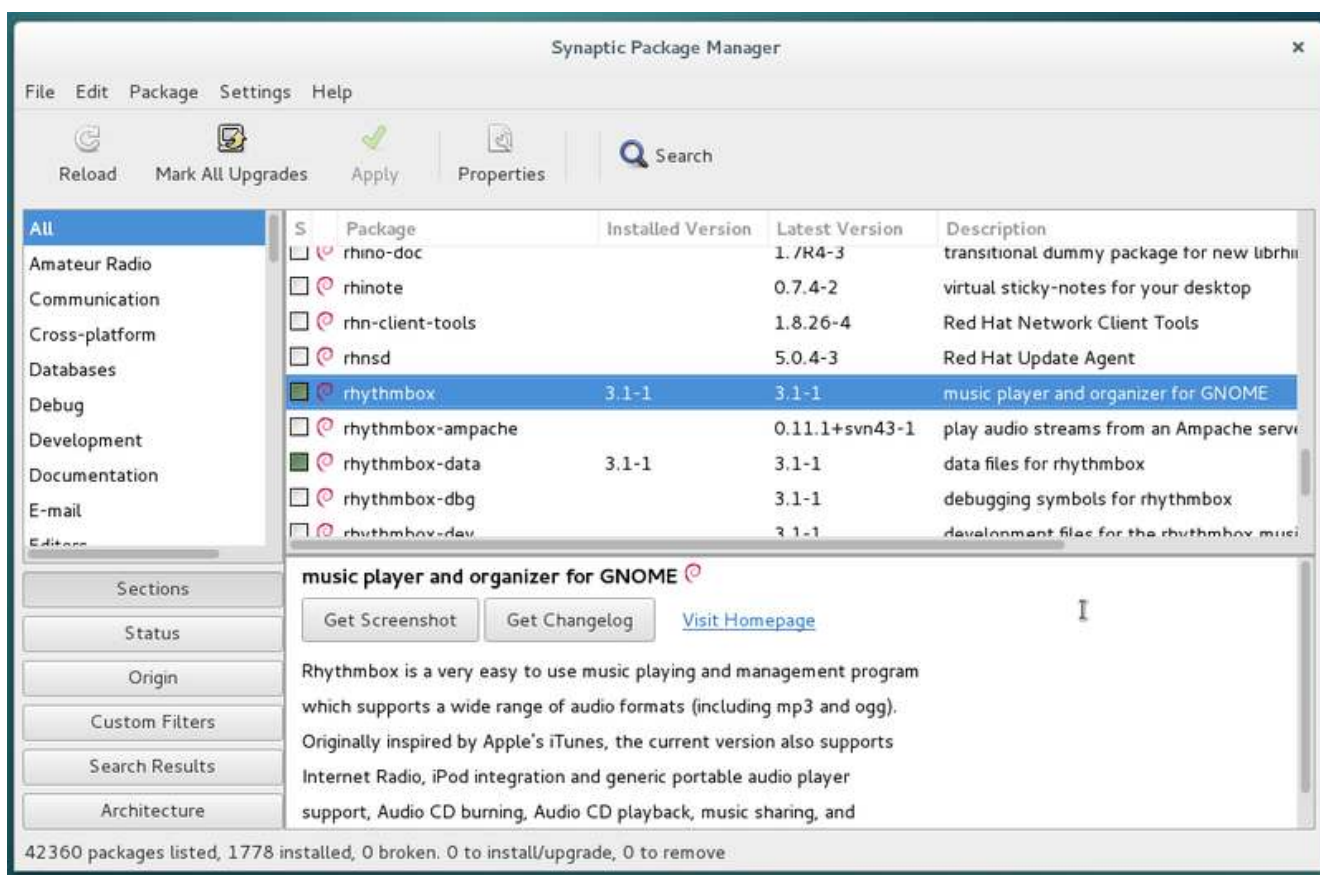 Synaptic Package Manager
File Edit Package Settings Help
Reload Mark All Upgrades Apply Properties Search
All
Amateur Radio
Communication
Cross-platform
Databases
Debug
Development
Documentation
E-mail
Editors
Sections
Status
Origin
Custom Filters
Search Results
Architecture
S Package Installed Version Latest Version Description
rhino-doc 1.7R4-3 transitional dummy package for new librhi
rhinote 0.7.4-2 virtual sticky-notes for your desktop
rhn-client-tools 1.8.26-4 Red Hat Network Client Tools
rhnsd 5.0.4-3 Red Hat Update Agent
rhythmbox 3.1-1 3.1-1 music player and organizer for GNOME
rhythmbox-ampache 0.11.1+svn43-1 play audio streams from an Ampache serve
rhythmbox-data 3.1-1 3.1-1 data files for rhythmbox
rhythmbox-dbg 3.1-1 debugging symbols for rhythmbox
rhythmbox-dev 3.1-1 development files for the rhythmbox musi
music player and organizer for GNOME
Get Screenshot Get Changelog Visit Homepage
Rhythmbox is a very easy to use music playing and management program
which supports a wide range of audio formats (including mp3 and ogg).
Originally inspired by Apple's iTunes, the current version also supports
Internet Radio, iPod integration and generic portable audio player
support, Audio CD burning, Audio CD playback, music sharing, and
42360 packages listed, 1778 installed, 0 broken. 0 to install/upgrade, 0 to remove